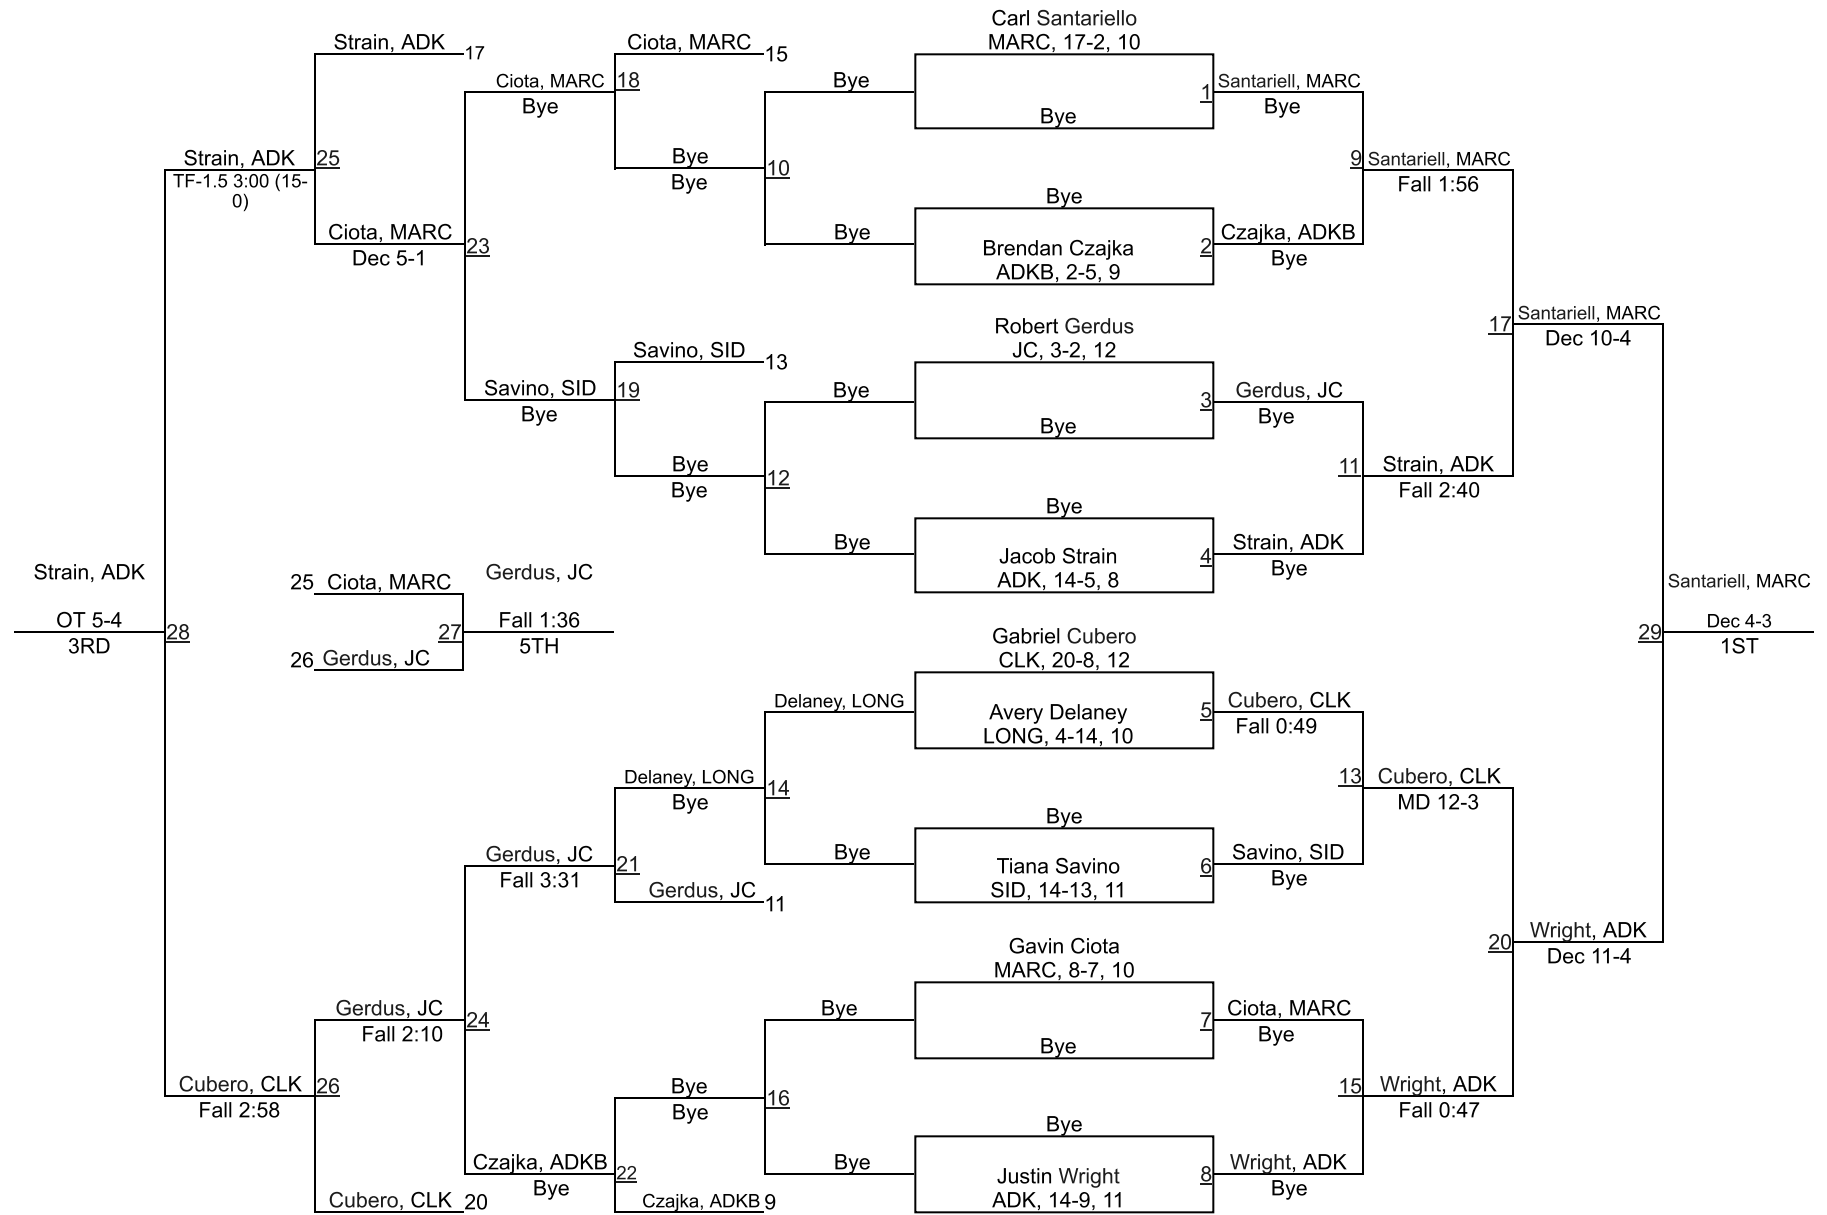 Carl Santariello
MARC, 17-2, 10
Strain, ADK
17
Ciota, MARC
15
Ciota, MARC
18
Bye
Bye
1
Santariell, MARC
Bye
Bye
Strain, ADK
25
TF-1.5 3:00 (15-
0)
Bye
Bye
10
9
Santariell, MARC
Fall 1:56
Bye
Ciota, MARC
Dec 5-1
23
Bye
Brendan Czajka
ADKB, 2-5, 9
2
Czajka, ADKB
Bye
Robert Gerdus
JC, 3-2, 12
17
Santariell, MARC
Dec 10-4
Savino, SID
13
Savino, SID
Bye
19
Bye
3
Gerdus, JC
Bye
Bye
Bye
Bye
12
11
Strain, ADK
Fall 2:40
Bye
Bye
Jacob Strain
ADK, 14-5, 8
4
Strain, ADK
Bye
Strain, ADK
OT 5-4
3RD
28
25
Ciota, MARC
26
Gerdus, JC
27
Gerdus, JC
Fall 1:36
5TH
29
Santariell, MARC
Dec 4-3
1ST
Gabriel Cubero
CLK, 20-8, 12
Delaney, LONG
Avery Delaney
LONG, 4-14, 10
5
Cubero, CLK
Fall 0:49
Delaney, LONG
Bye
14
13
Cubero, CLK
MD 12-3
Bye
Gerdus, JC
Fall 3:31
21
Bye
Tiana Savino
SID, 14-13, 11
6
Savino, SID
Bye
Gerdus, JC
11
20
Wright, ADK
Dec 11-4
Gavin Ciota
MARC, 8-7, 10
Gerdus, JC
Fall 2:10
24
Bye
7
Ciota, MARC
Bye
Bye
Cubero, CLK
Fall 2:58
26
Bye
Bye
16
15
Wright, ADK
Fall 0:47
Bye
Czajka, ADKB
Bye
22
Bye
Justin Wright
ADK, 14-9, 11
8
Wright, ADK
Bye
Cubero, CLK
20
Czajka, ADKB
9